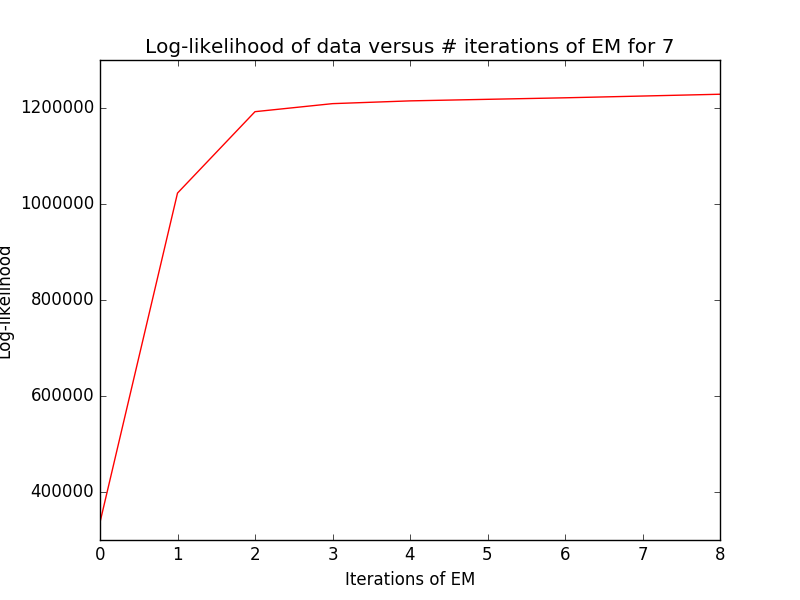 Log-likelihood of data versus # iterations of EM for 7
1200000
1000000
800000
600000
400000
Log-likelihood
0 1 2 3 4 5 6 7 8
Iterations of EM